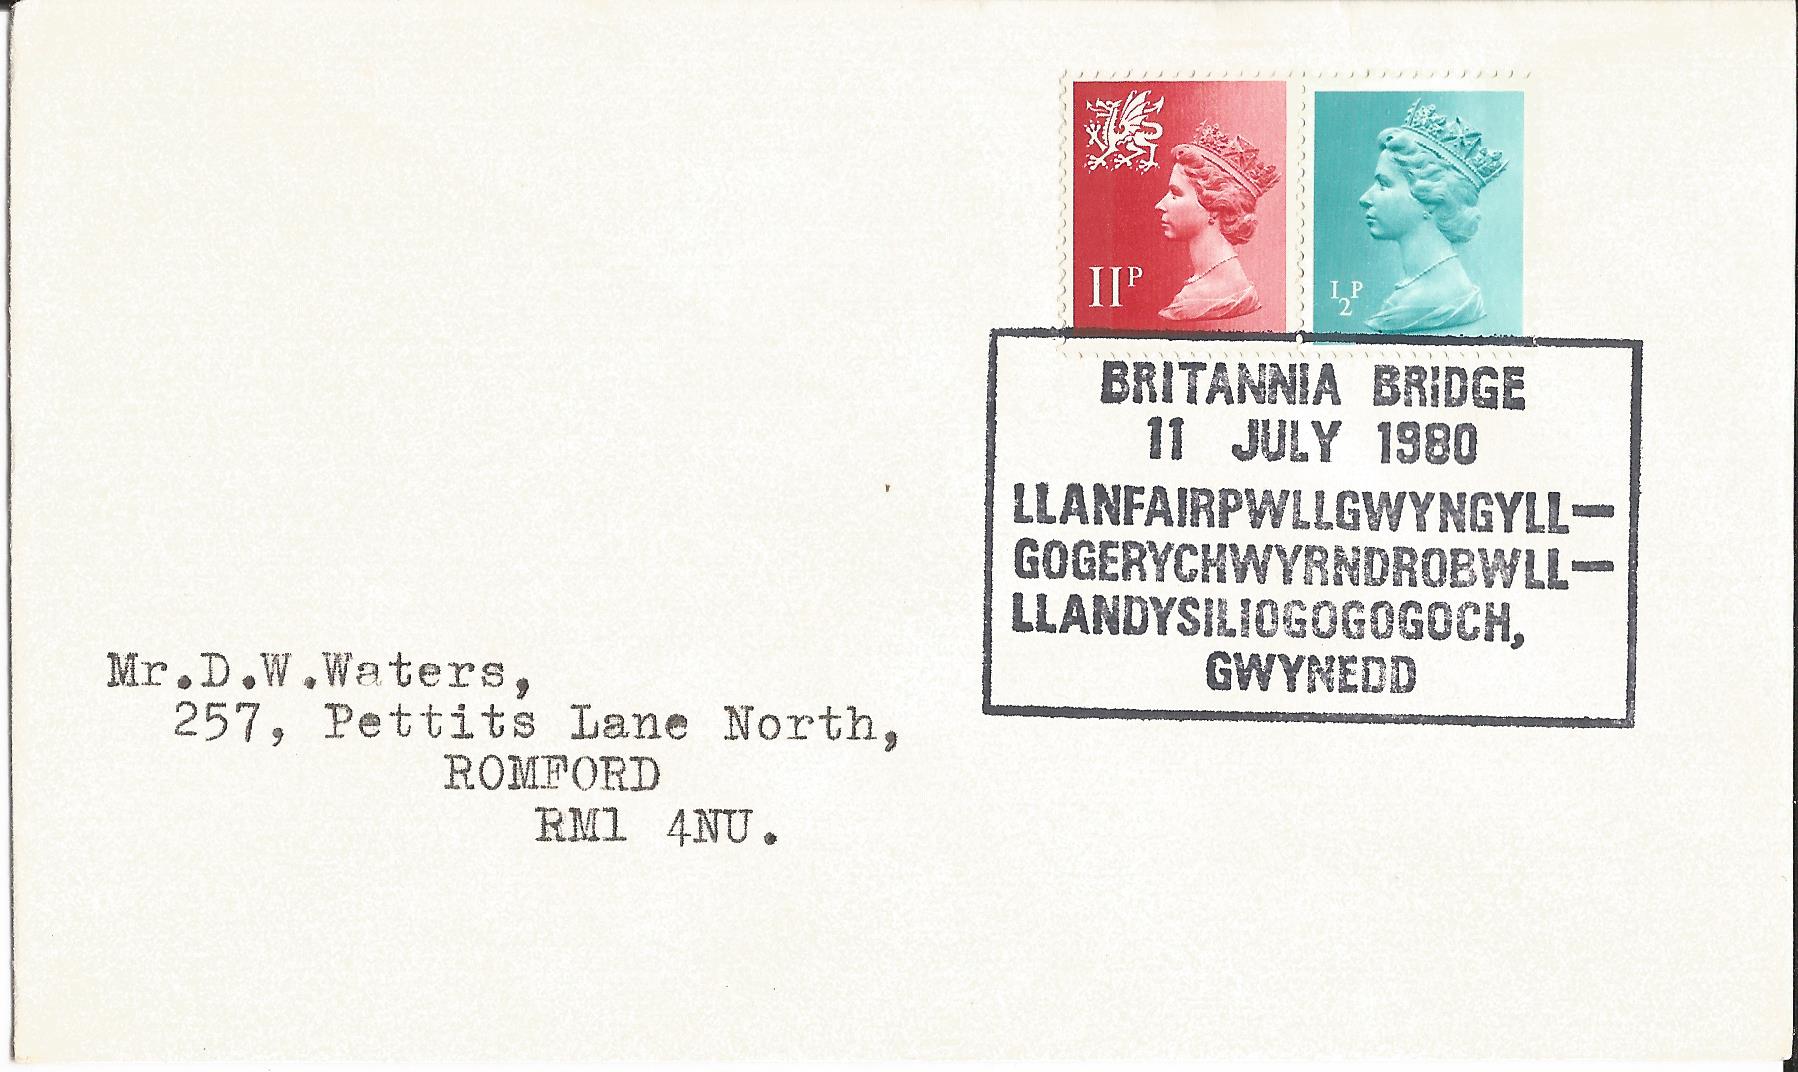 11P
1/2P
BRITANNIA BRIDGE
11 JULY 1980
LLANFAIRPWLLGWYNGYLL-
GOGERYCHWYRNDROBWLL-
LLANDYSILIOGOGOGOCH,
GWYNEDD
Mr.D.W.Waters,
257, Pettits Lane North,
ROMFORD
RM1 4NU.